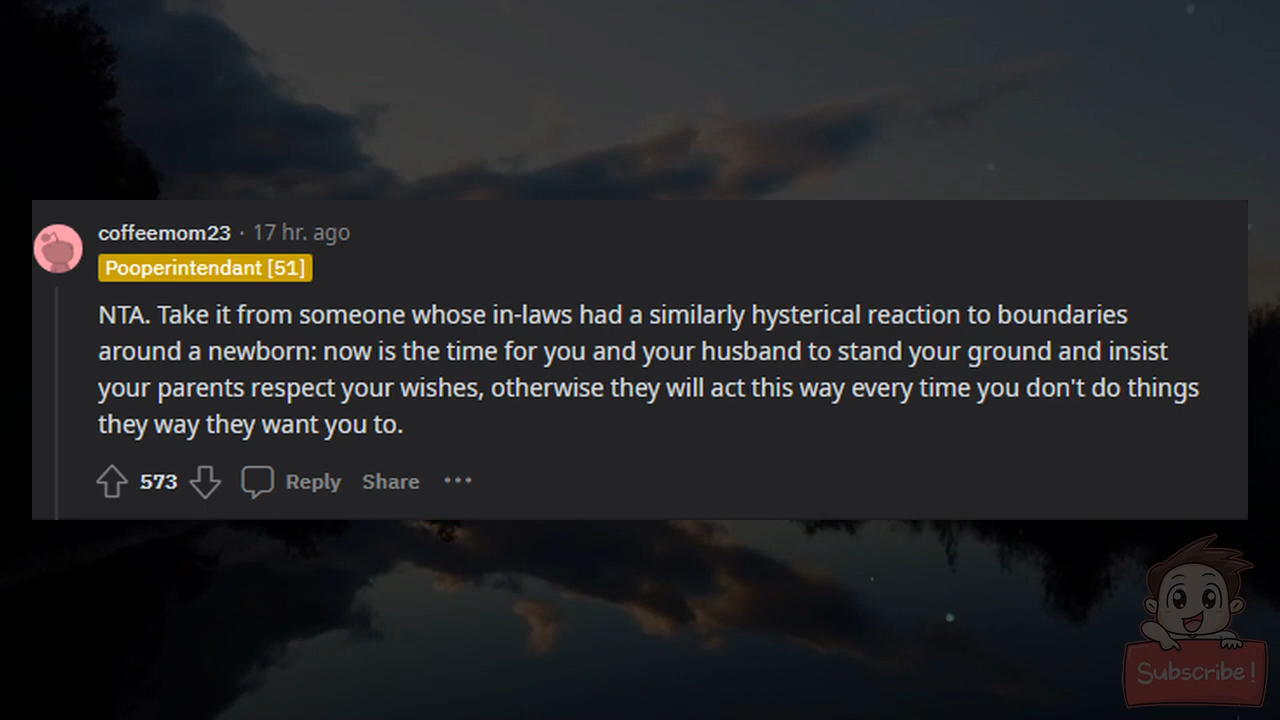 coffeemom23 · 17 hr. ago
Pooperintendant [51]
NTA. Take it from someone whose in-laws had a similarly hysterical reaction to boundaries
around a newborn: now is the time for you and your husband to stand your ground and insist
your parents respect your wishes, otherwise they will act this way every time you don't do things
they way they want you to.
573 Reply Share ···
Subscribe!